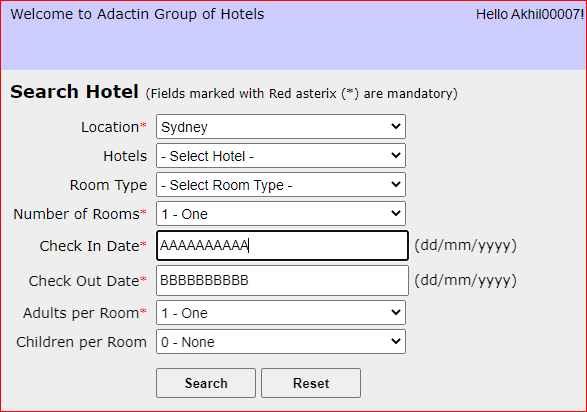 Welcome to Adactin Group of Hotels Hello Akhil00007!
Search Hotel (Fields marked with Red asterix (*) are mandatory)
Location* Sydney
Hotels - Select Hotel -
Room Type - Select Room Type -
Number of Rooms* 1 - One
Check In Date* AAAAAAAAAA (dd/mm/yyyy)
Check Out Date* BBBBBBBBBB (dd/mm/yyyy)
Adults per Room* 1 - One
Children per Room 0 - None
Search Reset